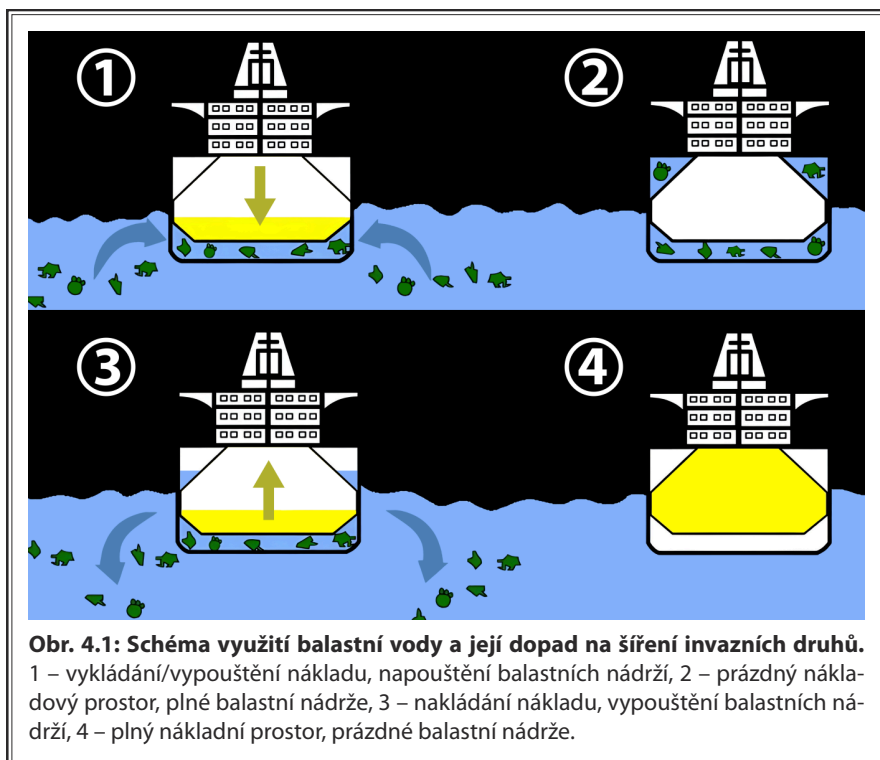 1
2
3
4
Obr. 4.1: Schéma využití balastní vody a její dopad na šíření invazních druhů.
1 – vykládání/vypouštění nákladu, napouštění balastních nádrží, 2 – prázdný nákla-
dový prostor, plné balastní nádrže, 3 – nakládání nákladu, vypouštění balastních ná-
drží, 4 – plný nákladní prostor, prázdné balastní nádrže.